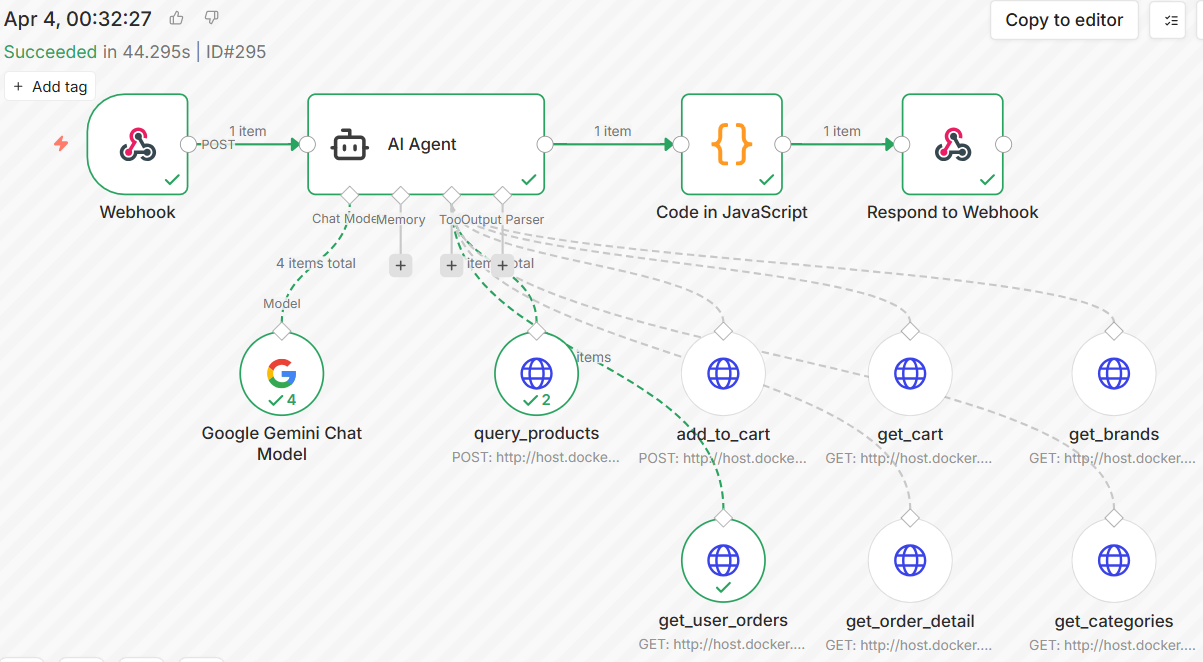 Apr 4, 00:32:27
Copy to editor
Succeeded in 44.295s | ID#295
+ Add tag
1 item
POST
AI Agent
1 item
1 item
Webhook
Code in JavaScript
Respond to Webhook
Chat Mode
Memory
Too
Output Parser
4 items total
item
otal
Model
items
4
2
Google Gemini Chat
Model
query_products
POST: http://host.docke...
add_to_cart
POST: http://host.docke...
get_cart
GET: http://host.docker....
get_brands
GET: http://host.docker....
get_user_orders
GET: http://host.docker....
get_order_detail
GET: http://host.docker....
get_categories
GET: http://host.docker....